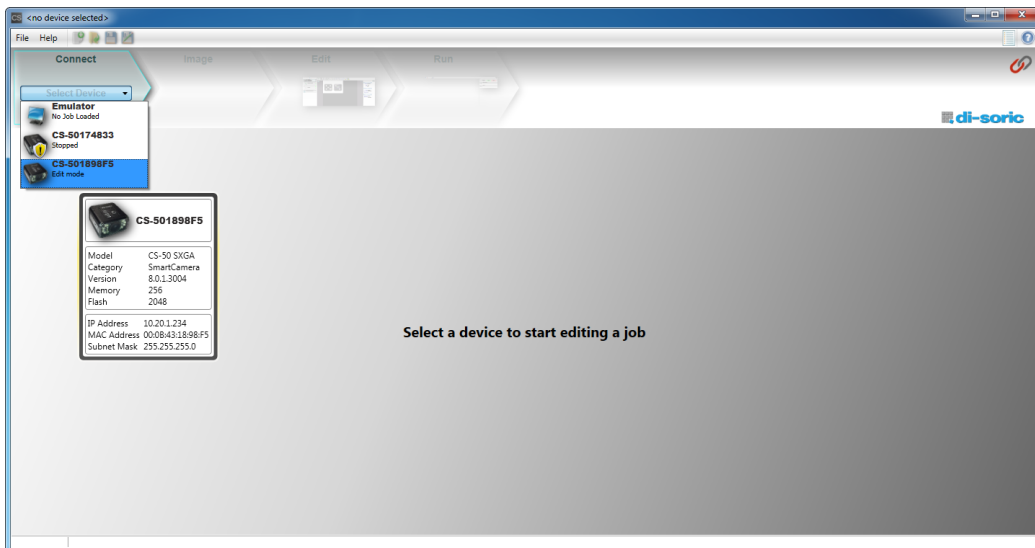 CS <no device selected>
File Help
Connect Image Edit Run
Select Device
di-soric
Emulator
No Job Loaded
CS-50174833
Stopped
CS-501898F5
Edit mode
CS-501898F5
Model CS-50 SXGA
Category SmartCamera
Version 8.0.1.3004
Memory 256
Flash 2048
IP Address 10.20.1.234
MAC Address 00:0B:43:18:98:F5
Subnet Mask 255.255.255.0
Select a device to start editing a job